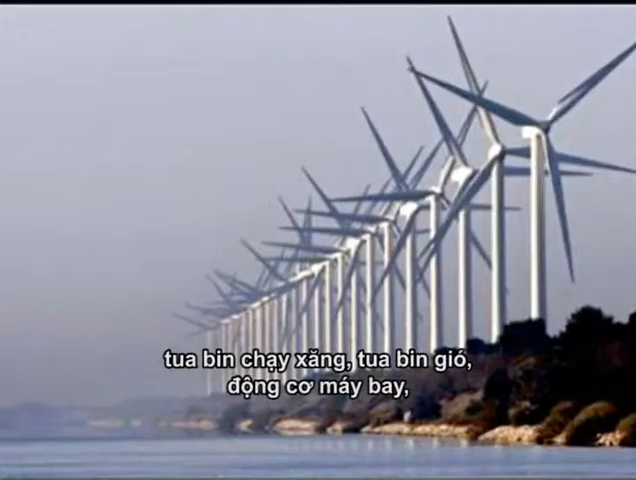 tua bin chạy xăng, tua bin gió,
động cơ máy bay,